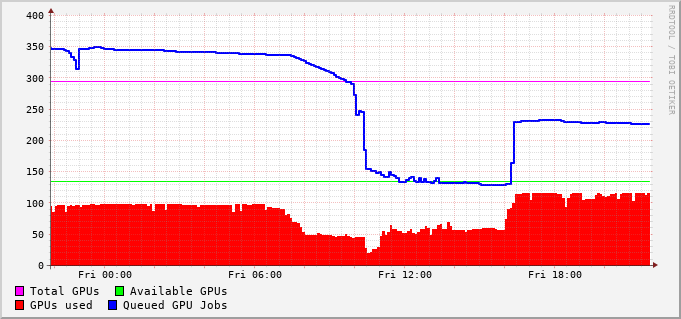 400
350
300
250
200
150
100
50
0
Fri 00:00 Fri 06:00 Fri 12:00 Fri 18:00
Total GPUs Available GPUs
GPUs used Queued GPU Jobs
RRDTOOL / TOBI OETIKER